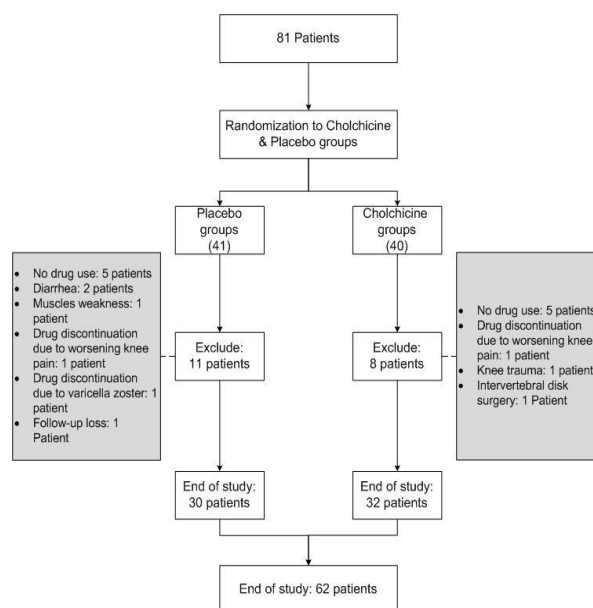 81 Patients
Randomization to Cholchicine
& Placebo groups
Placebo
groups
(41)
Cholchicine
groups
(40)
• No drug use: 5 patients
• Diarrhea: 2 patients
• Muscles weakness: 1
patient
• Drug discontinuation
due to worsening knee
pain: 1 patient
• Drug discontinuation
due to varicella zoster: 1
patient
• Follow-up loss: 1
Patient
Exclude:
11 patients
Exclude:
8 patients
• No drug use: 5 patients
• Drug discontinuation
due to worsening knee
pain: 1 patient
• Knee trauma: 1 patient
• Intervertebral disk
surgery: 1 Patient
End of study:
30 patients
End of study:
32 patients
End of study: 62 patients